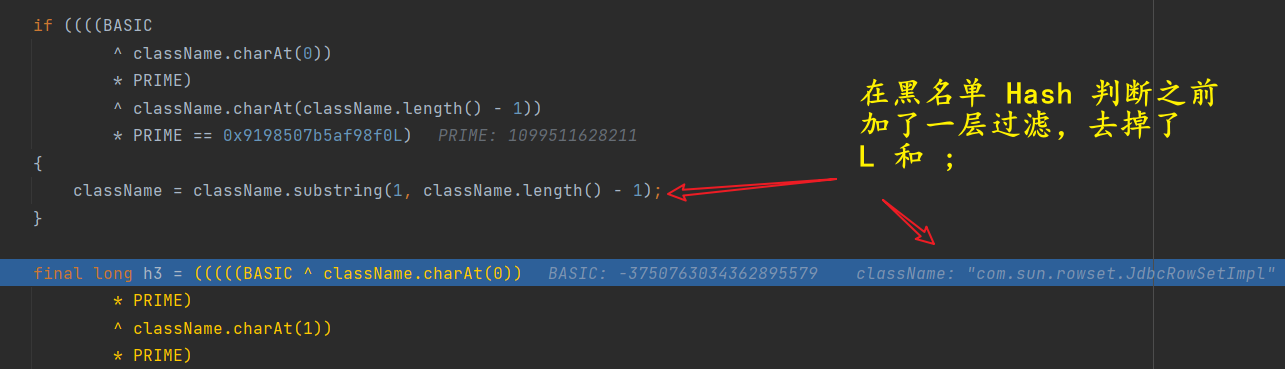 if ((((BASIC
^ className.charAt(0))
* PRIME)
^ className.charAt(className.length() - 1))
* PRIME == 0x9198507b5af98f0L) PRIME: 1099511628211
{
className = className.substring(1, className.length() - 1);
}
在黑名单 Hash 判断之前
加了一层过滤，去掉了
L 和 ;
final long h3 = (((((BASIC ^ className.charAt(0)) BASIC: -3750763034362895579 className: "com.sun.rowset.JdbcRowSetImpl"
* PRIME)
^ className.charAt(1))
* PRIME)